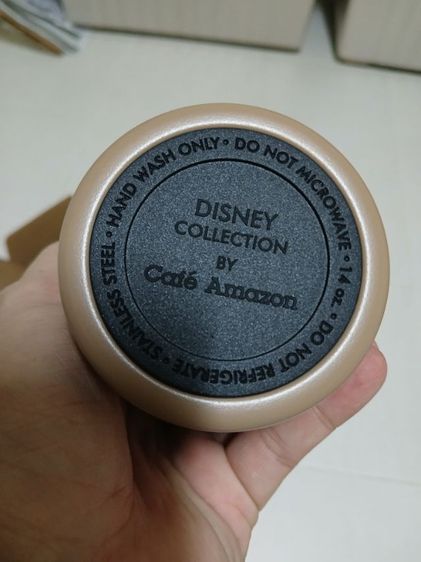 DISNEY
COLLECTION
BY
Café Amazon
HAND WASH ONLY • DO NOT MICROWAVE • 14 oz. • DO NOT REFRIGERATE • STAINLESS STEEL •